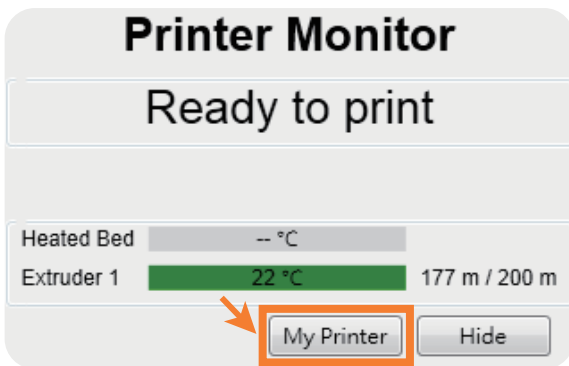 Printer Monitor
Ready to print
Heated Bed -- °C
Extruder 1 22 °C 177 m / 200 m
My Printer Hide